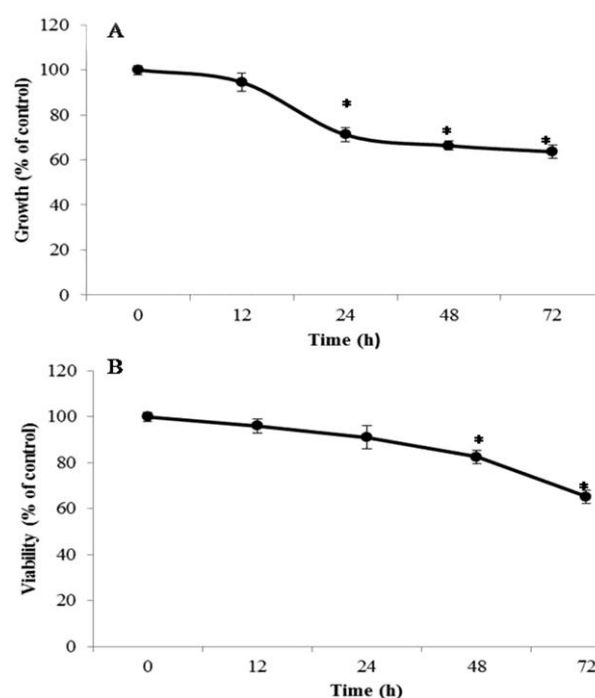 A
120
100
80
60
40
20
0
Growth (% of control)
0 12 24 48 72
Time (h)
* * *
B
120
100
80
60
40
20
0
Viability (% of control)
0 12 24 48 72
Time (h)
* *